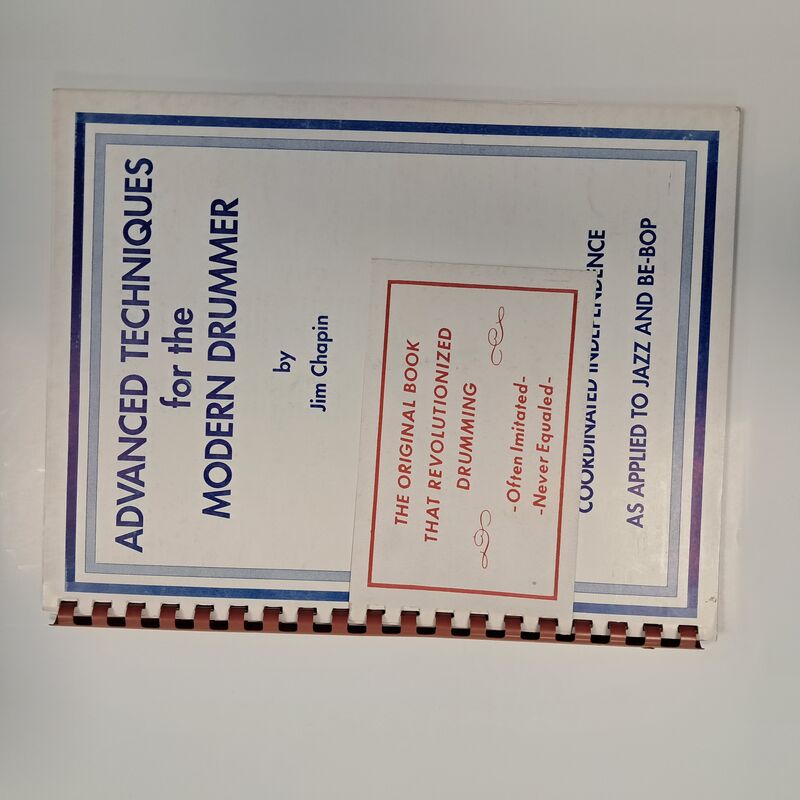 ADVANCED TECHNIQUES
for the
MODERN DRUMMER
by
Jim Chapin
THE ORIGINAL BOOK
THAT REVOLUTIONIZED
DRUMMING
-Often Imitated-
-Never Equaled-
COORDINATED INDEPENDENCE
AS APPLIED TO JAZZ AND BE-BOP